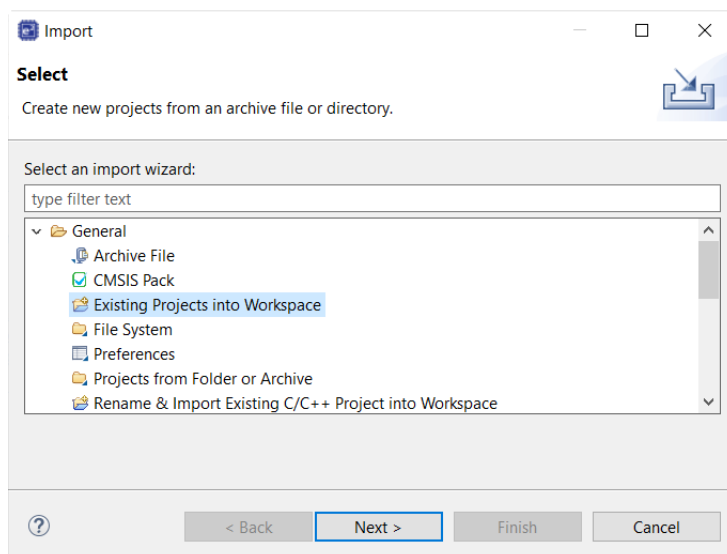 Import
Select
Create new projects from an archive file or directory.
Select an import wizard:
type filter text
General
Archive File
CMSIS Pack
Existing Projects into Workspace
File System
Preferences
Projects from Folder or Archive
Rename & Import Existing C/C++ Project into Workspace
? < Back Next > Finish Cancel